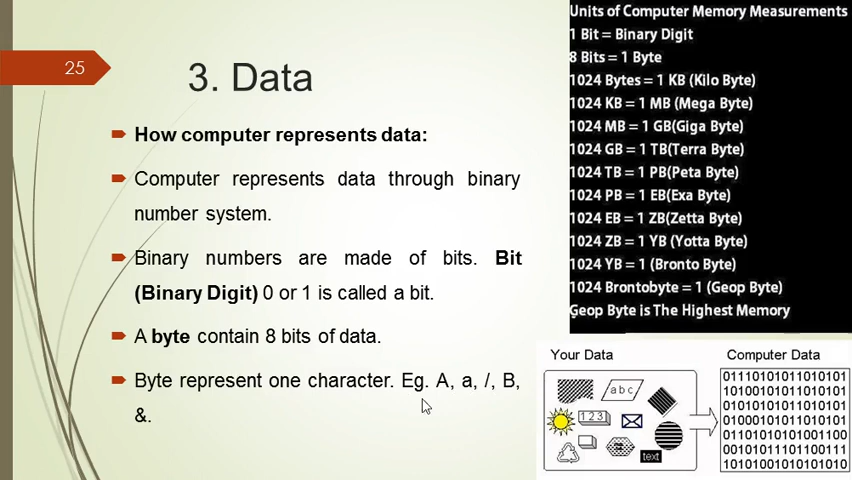 25
3. Data
How computer represents data:
Computer represents data through binary
number system.
Binary numbers are made of bits. Bit
(Binary Digit) 0 or 1 is called a bit.
A byte contain 8 bits of data.
Byte represent one character. Eg. A, a, /, B,
&.
Units of Computer Memory Measurements
1 Bit = Binary Digit
8 Bits = 1 Byte
1024 Bytes = 1 KB (Kilo Byte)
1024 KB = 1 MB (Mega Byte)
1024 MB = 1 GB(Giga Byte)
1024 GB = 1 TB(Terra Byte)
1024 TB = 1 PB(Peta Byte)
1024 PB = 1 EB(Exa Byte)
1024 EB = 1 ZB(Zetta Byte)
1024 ZB = 1 YB (Yotta Byte)
1024 YB = 1 (Bronto Byte)
1024 Brontobyte = 1 (Geop Byte)
Geop Byte is The Highest Memory
Your Data
abc
123
text
Computer Data
01110101011010101
10100101011010101
01010101011010101
01000101011010101
01101010101001100
00101011101100111
10101001010101010